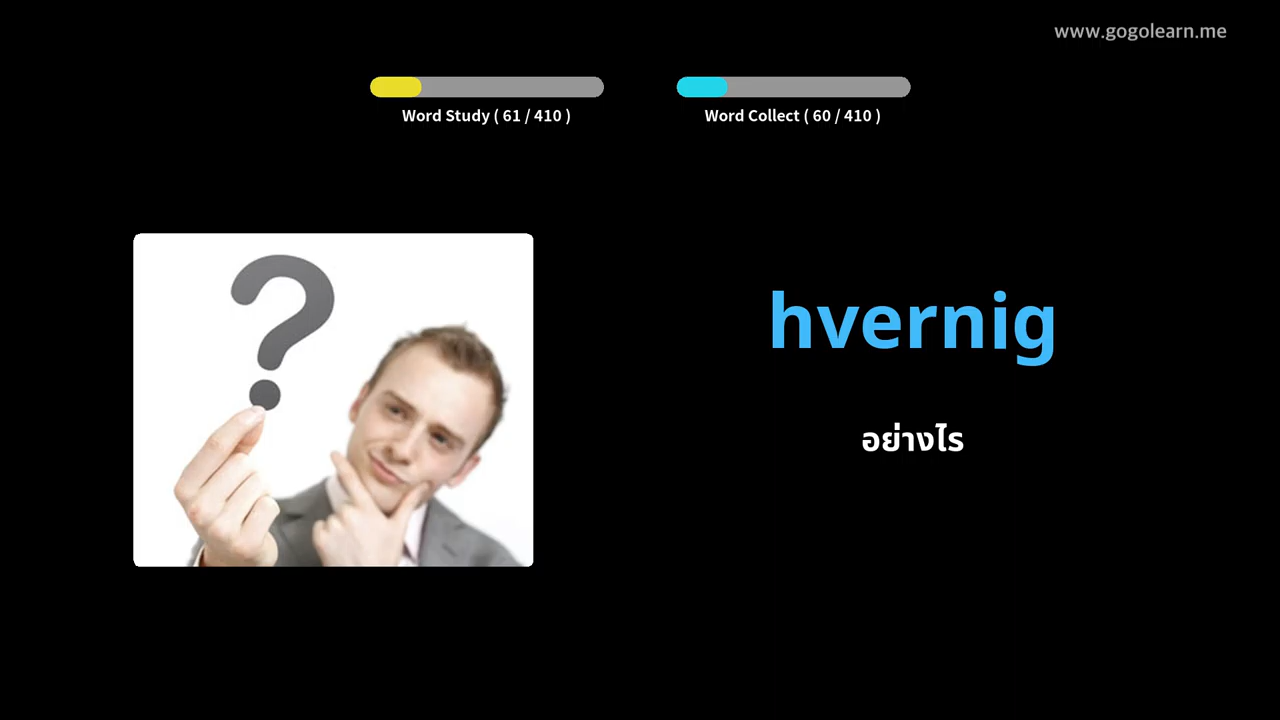 www.gogolearn.me
Word Study ( 61 / 410 )
Word Collect ( 60 / 410 )
hvernig
อย่างไร